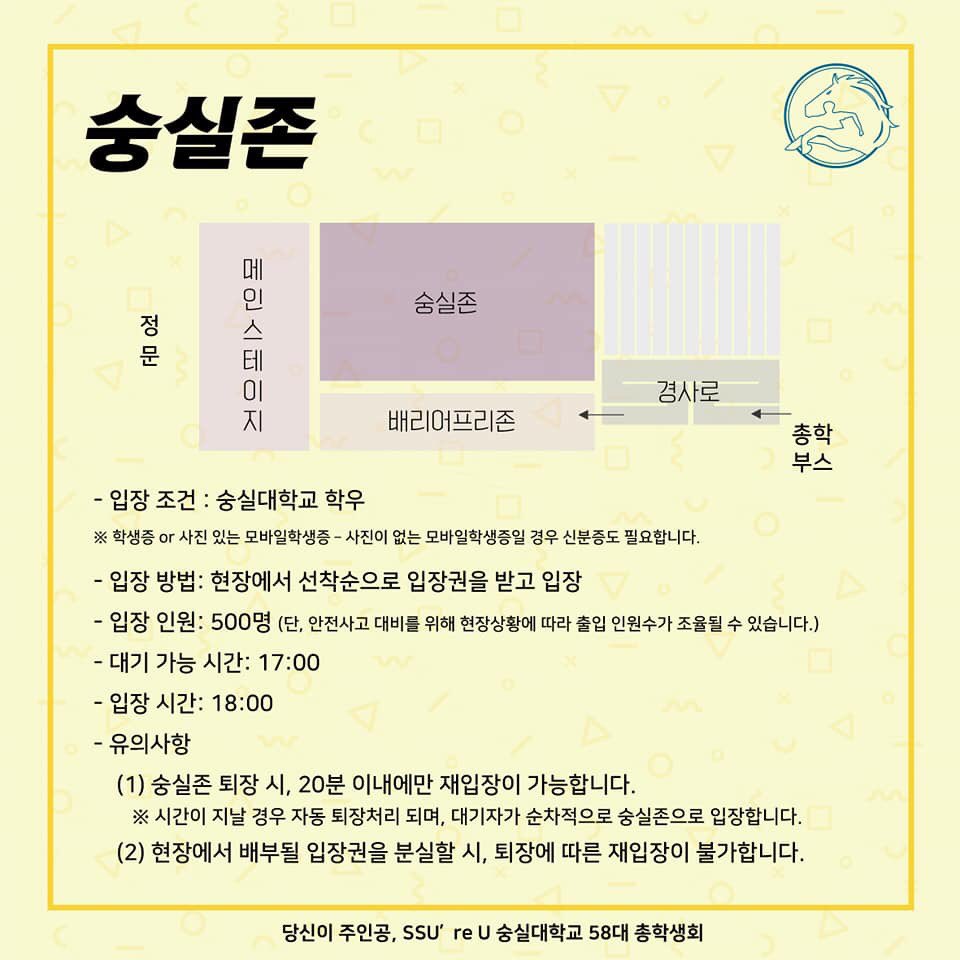 숭실존
정문
메인스테이지
숭실존
배리어프리존
경사로
총학
부스
- 입장 조건 : 숭실대학교 학우
※ 학생증 or 사진 있는 모바일학생증 – 사진이 없는 모바일학생증일 경우 신분증도 필요합니다.
- 입장 방법: 현장에서 선착순으로 입장권을 받고 입장
- 입장 인원: 500명 (단, 안전사고 대비를 위해 현장상황에 따라 출입 인원수가 조율될 수 있습니다.)
- 대기 가능 시간: 17:00
- 입장 시간: 18:00
- 유의사항
(1) 숭실존 퇴장 시, 20분 이내에만 재입장이 가능합니다.
※ 시간이 지날 경우 자동 퇴장처리 되며, 대기자가 순차적으로 숭실존으로 입장합니다.
(2) 현장에서 배부될 입장권을 분실할 시, 퇴장에 따른 재입장이 불가합니다.
당신이 주인공, SSU’ re U 숭실대학교 58대 총학생회